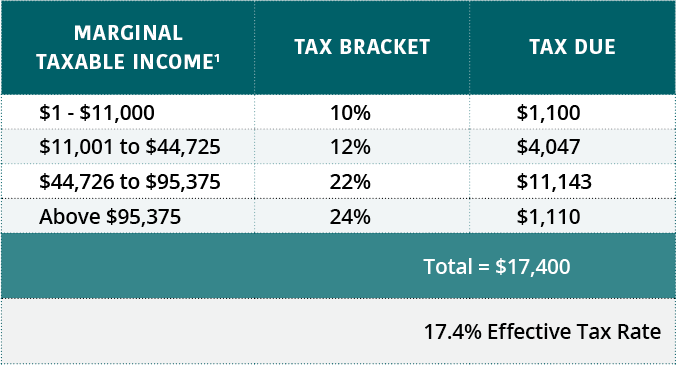 MARGINAL
TAXABLE INCOME¹ TAX BRACKET TAX DUE
$1 - $11,000 10% $1,100
$11,001 to $44,725 12% $4,047
$44,726 to $95,375 22% $11,143
Above $95,375 24% $1,110
Total = $17,400
17.4% Effective Tax Rate